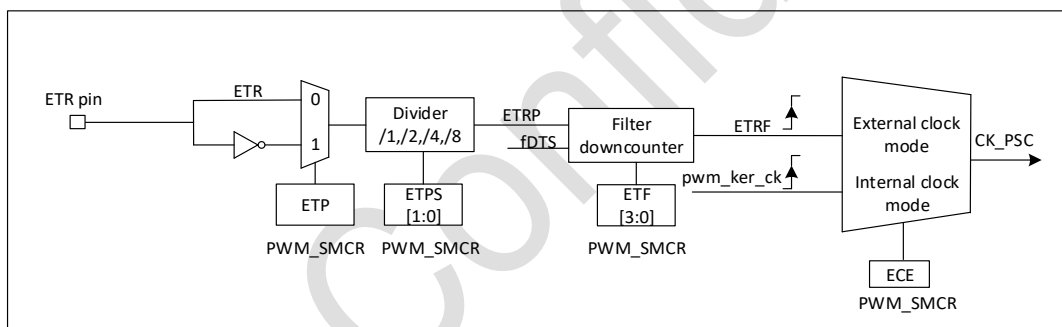 ETR pin
ETR
0
1
ETP
PWM_SMCR
Divider
/1,/2,/4,/8
ETPS
[1:0]
PWM_SMCR
ETRP
fDTS
Filter
downcounter
ETF
[3:0]
PWM_SMCR
ETRF
pwm_ker_ck
External clock
mode
Internal clock
mode
CK_PSC
ECE
PWM_SMCR